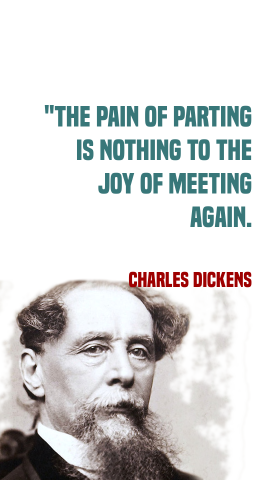 "THE PAIN OF PARTING
IS NOTHING TO THE
JOY OF MEETING
AGAIN.
CHARLES DICKENS